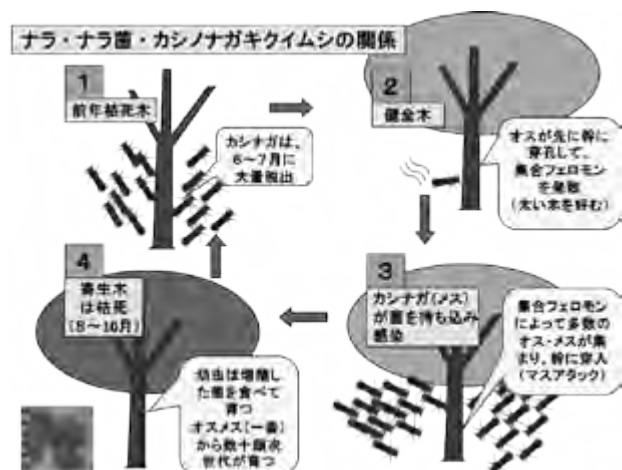 ナラ・ナラ菌・カシノナガキクイムシの関係
1
前年枯死木
カシナガは、
6～7月に
大量脱出
2
健全木
オスが先に幹に
穿孔して、
集合フェロモン
を発散
(太い木を好む)
3
カシナガ(メス)
が菌を持ち込み
感染
集合フェロモン
によって多数の
オス・メスが集
まり、幹に穿入
(マスアタック)
4
寄生木
は枯死
(8～10月)
幼虫は増殖し
た菌を食べて
育つ
オスメス(一番)
から数十頭次
世代が育つ